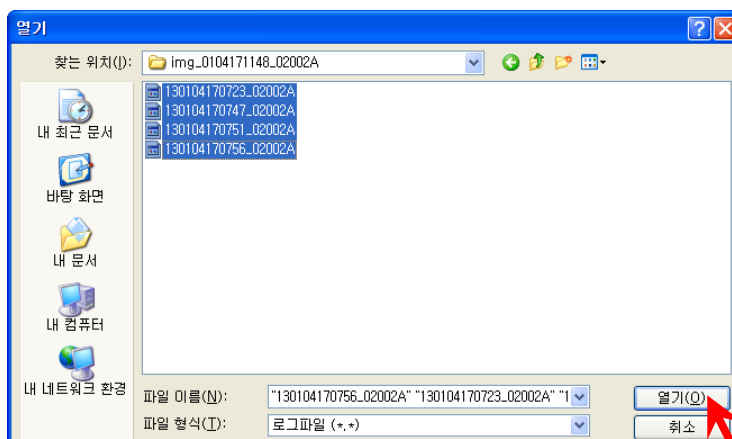 열기
찾는 위치(I):
img_0104171148_02002A
130104170723_02002A
130104170747_02002A
130104170751_02002A
130104170756_02002A
내 최근 문서
바탕 화면
내 문서
내 컴퓨터
내 네트워크 환경
파일 이름(N):
"130104170756_02002A" "130104170723_02002A" "1
열기(O)
파일 형식(T):
로그파일 (*.*)
취소